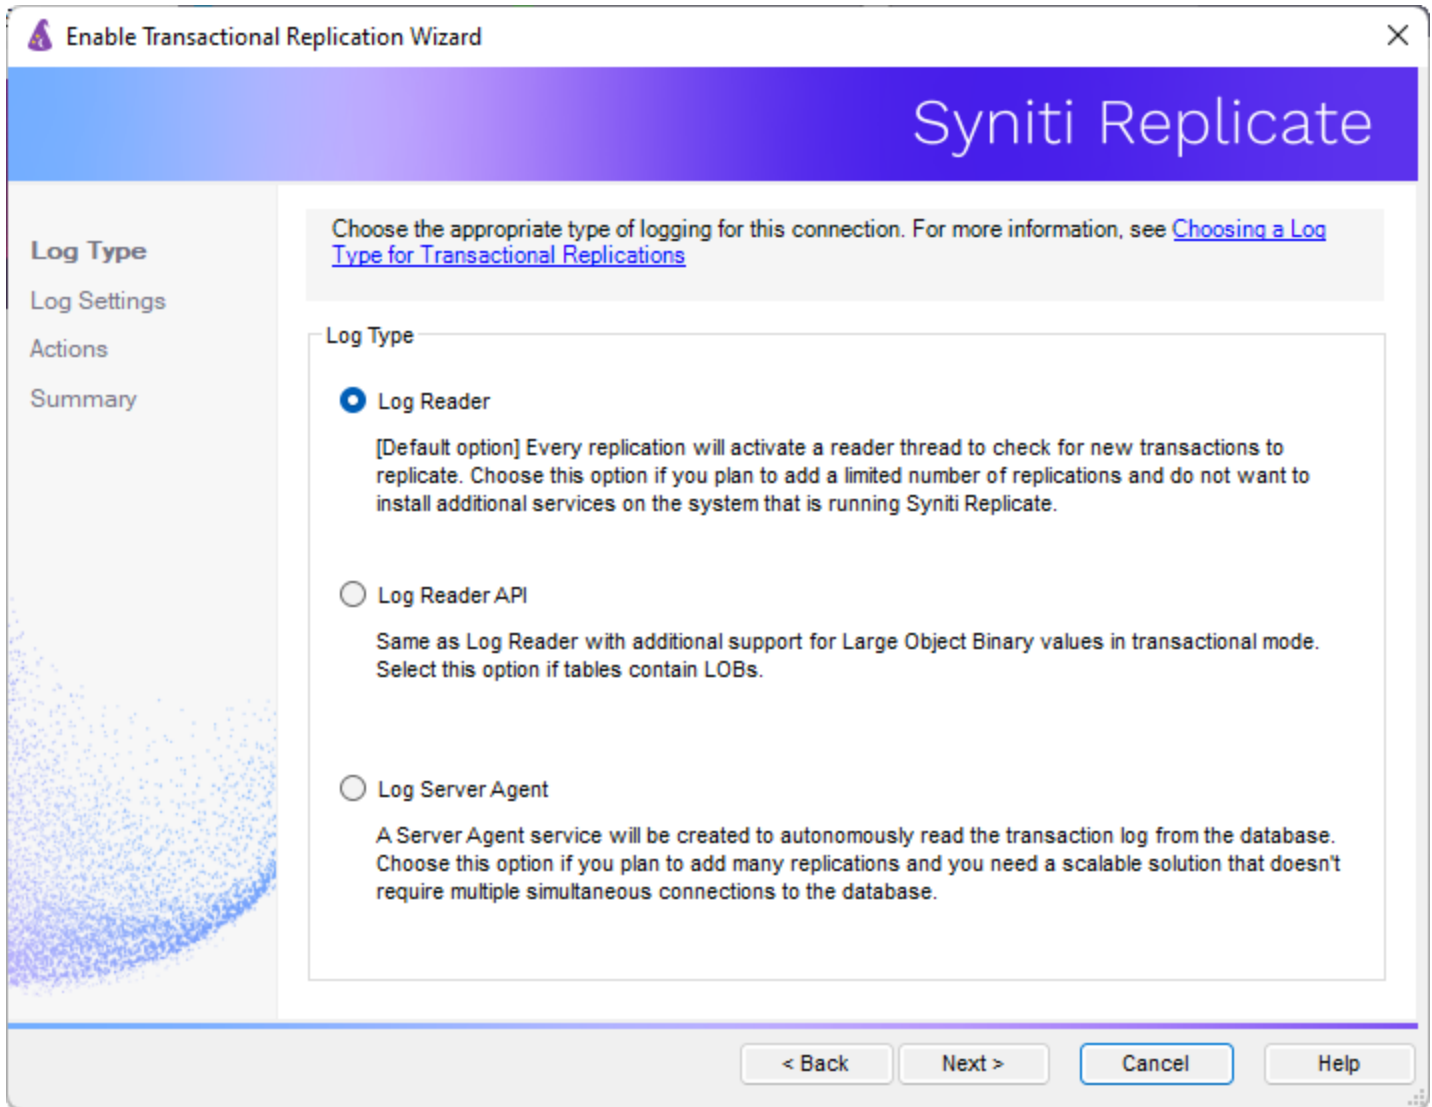 Enable Transactional Replication Wizard
Syniti Replicate
Log Type
Log Settings
Actions
Summary
Choose the appropriate type of logging for this connection. For more information, see Choosing a Log
Type for Transactional Replications
Log Type
Log Reader
[Default option] Every replication will activate a reader thread to check for new transactions to
replicate. Choose this option if you plan to add a limited number of replications and do not want to
install additional services on the system that is running Syniti Replicate.
Log Reader API
Same as Log Reader with additional support for Large Object Binary values in transactional mode.
Select this option if tables contain LOBs.
Log Server Agent
A Server Agent service will be created to autonomously read the transaction log from the database.
Choose this option if you plan to add many replications and you need a scalable solution that doesn't
require multiple simultaneous connections to the database.
< Back
Next >
Cancel
Help